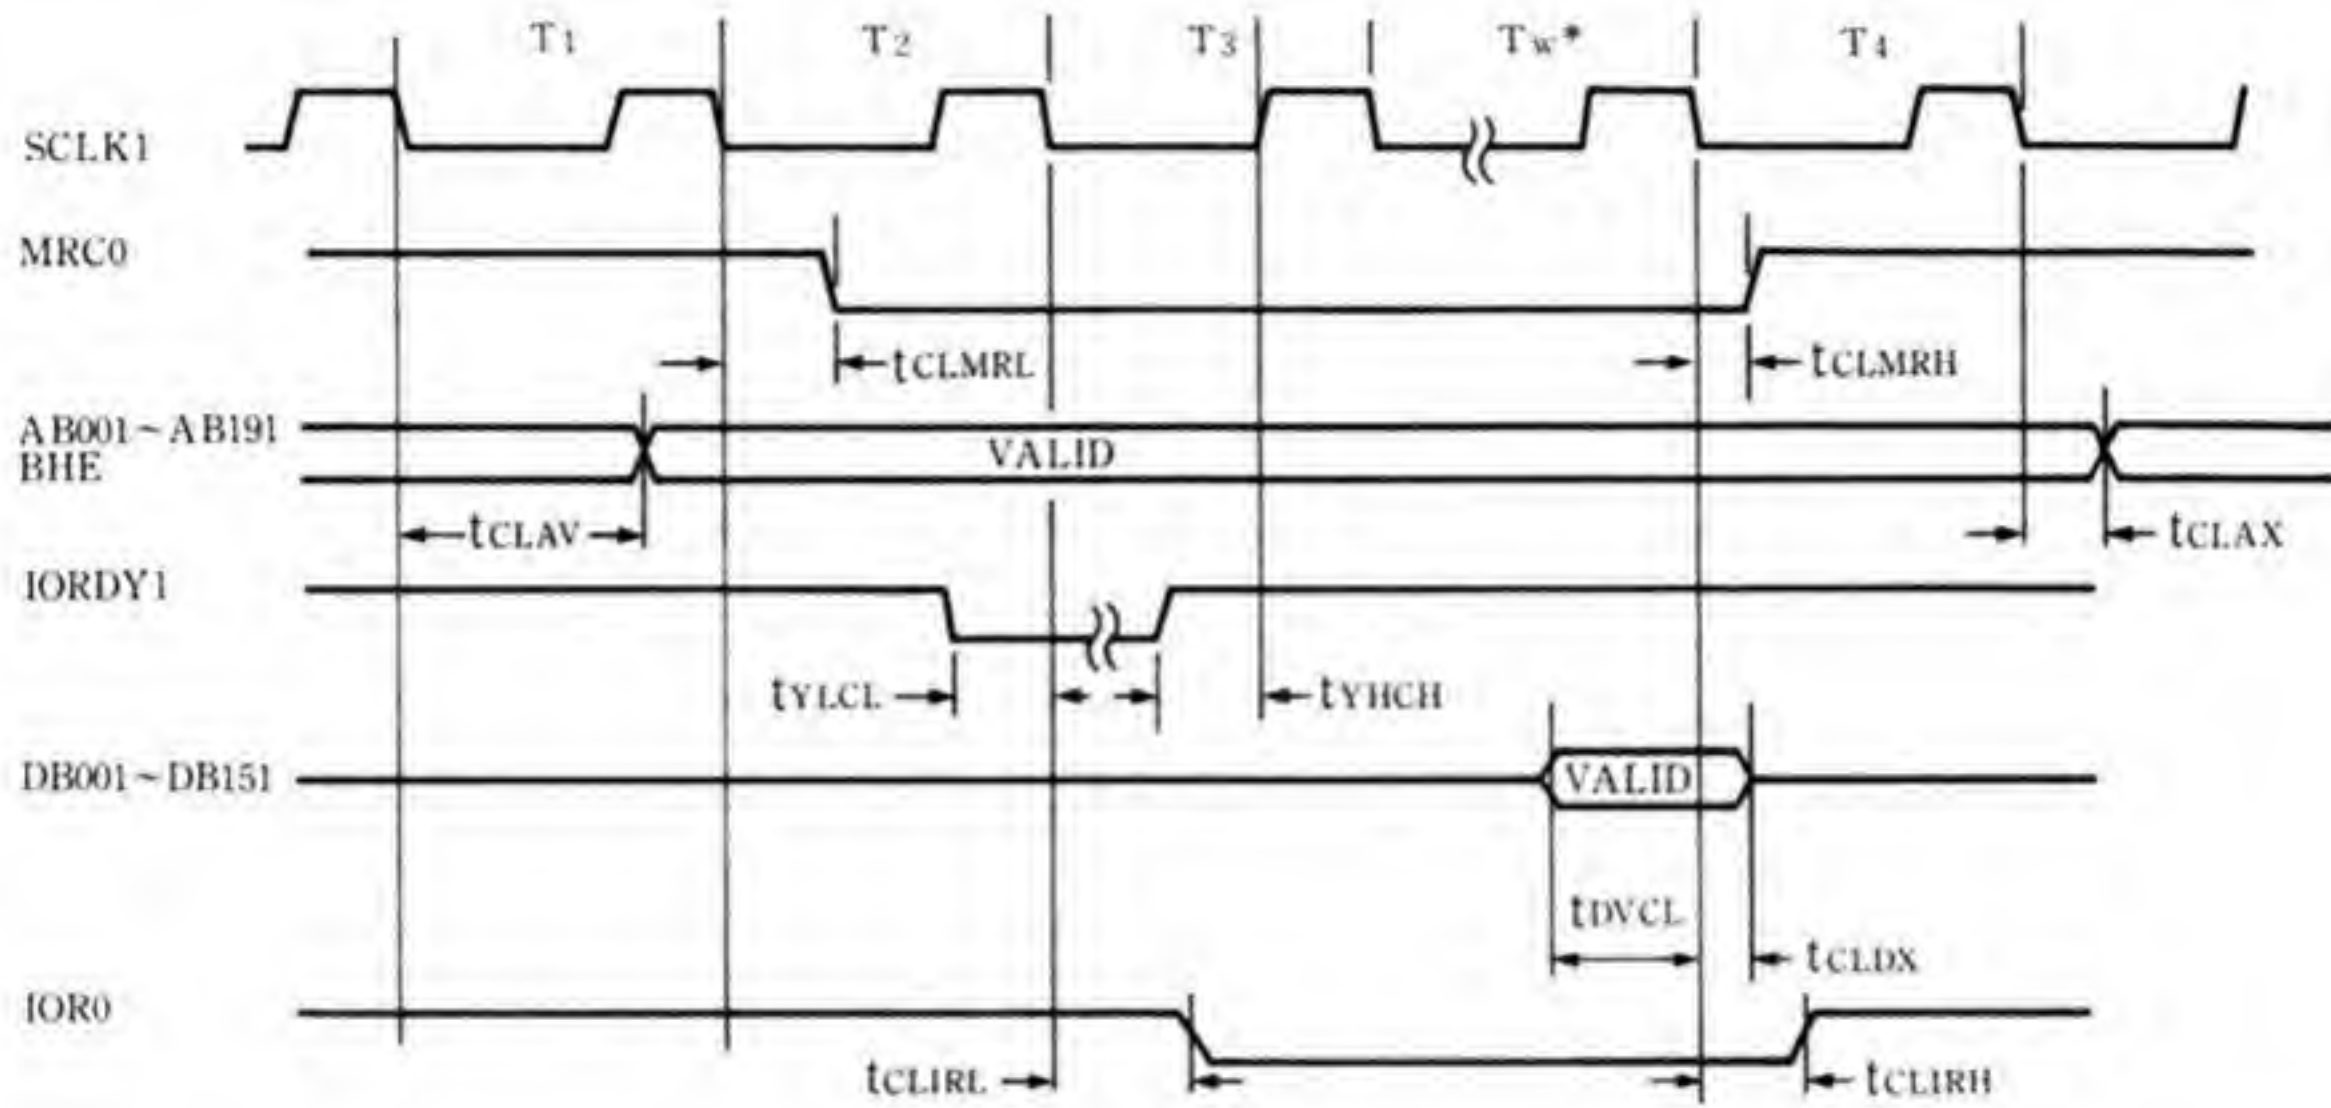 T1 T2 T3 Tw* T4
SCLK1
MRC0
tCLMRL tCLMRH
AB001~AB191
BHE
VALID
tCLAV tCLAX
IORDY1
tYLCL tYHCH
DB001~DB151 VALID
tDVCL
tCLDX
IOR0
tCLIRL tCLIRH